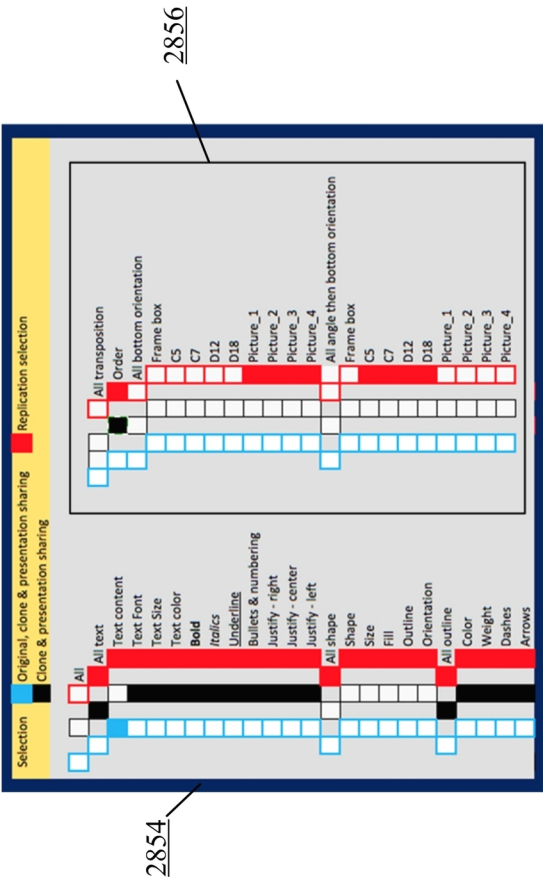 2856
2854
Selection
Original, clone & presentation sharing
Replication selection
Clone & presentation sharing
All
All text
Text content
Text Font
Text Size
Text color
Bold
Italics
Underline
Bullets & numbering
Justify - right
Justify - center
Justify - left
All shape
Shape
Size
Fill
Outline
Orientation
All outline
Color
Weight
Dashes
Arrows
All transposition
Order
All bottom orientation
Frame box
C5
C7
D12
D18
Picture_1
Picture_2
Picture_3
Picture_4
All angle then bottom orientation
Frame box
C5
C7
D12
D18
Picture_1
Picture_2
Picture_3
Picture_4